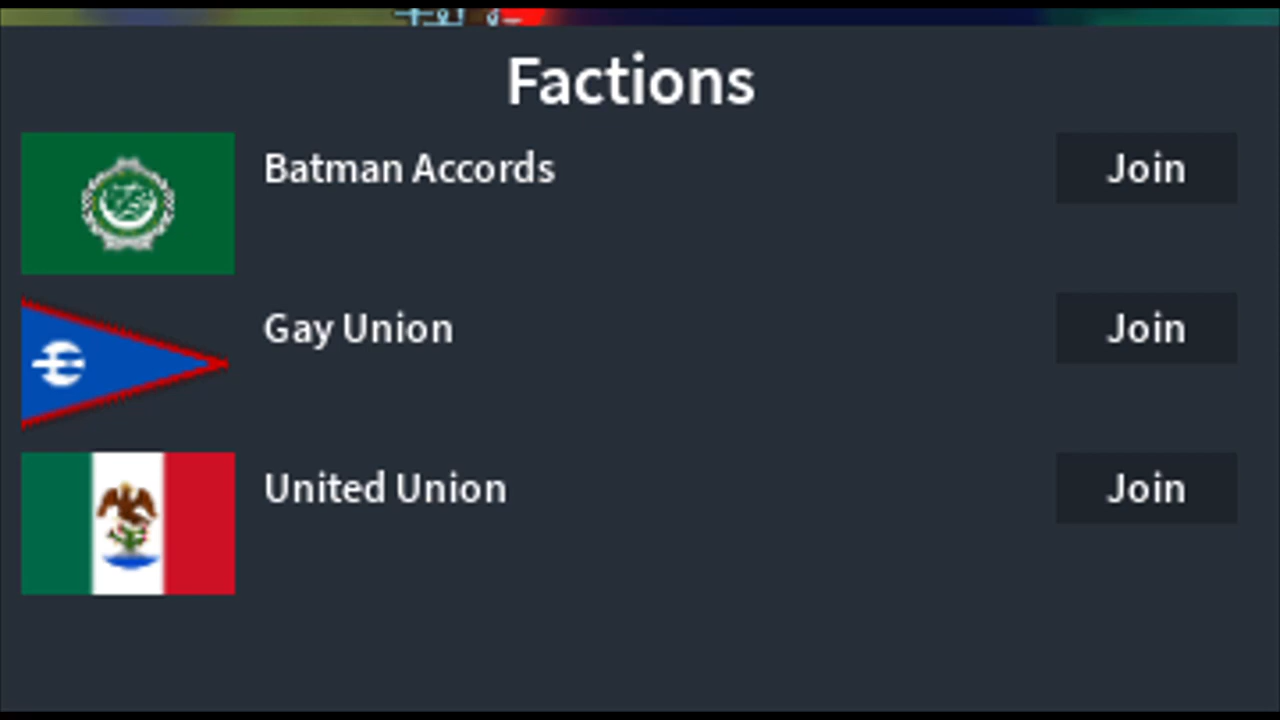 Factions
Batman Accords
Join
Gay Union
Join
United Union
Join